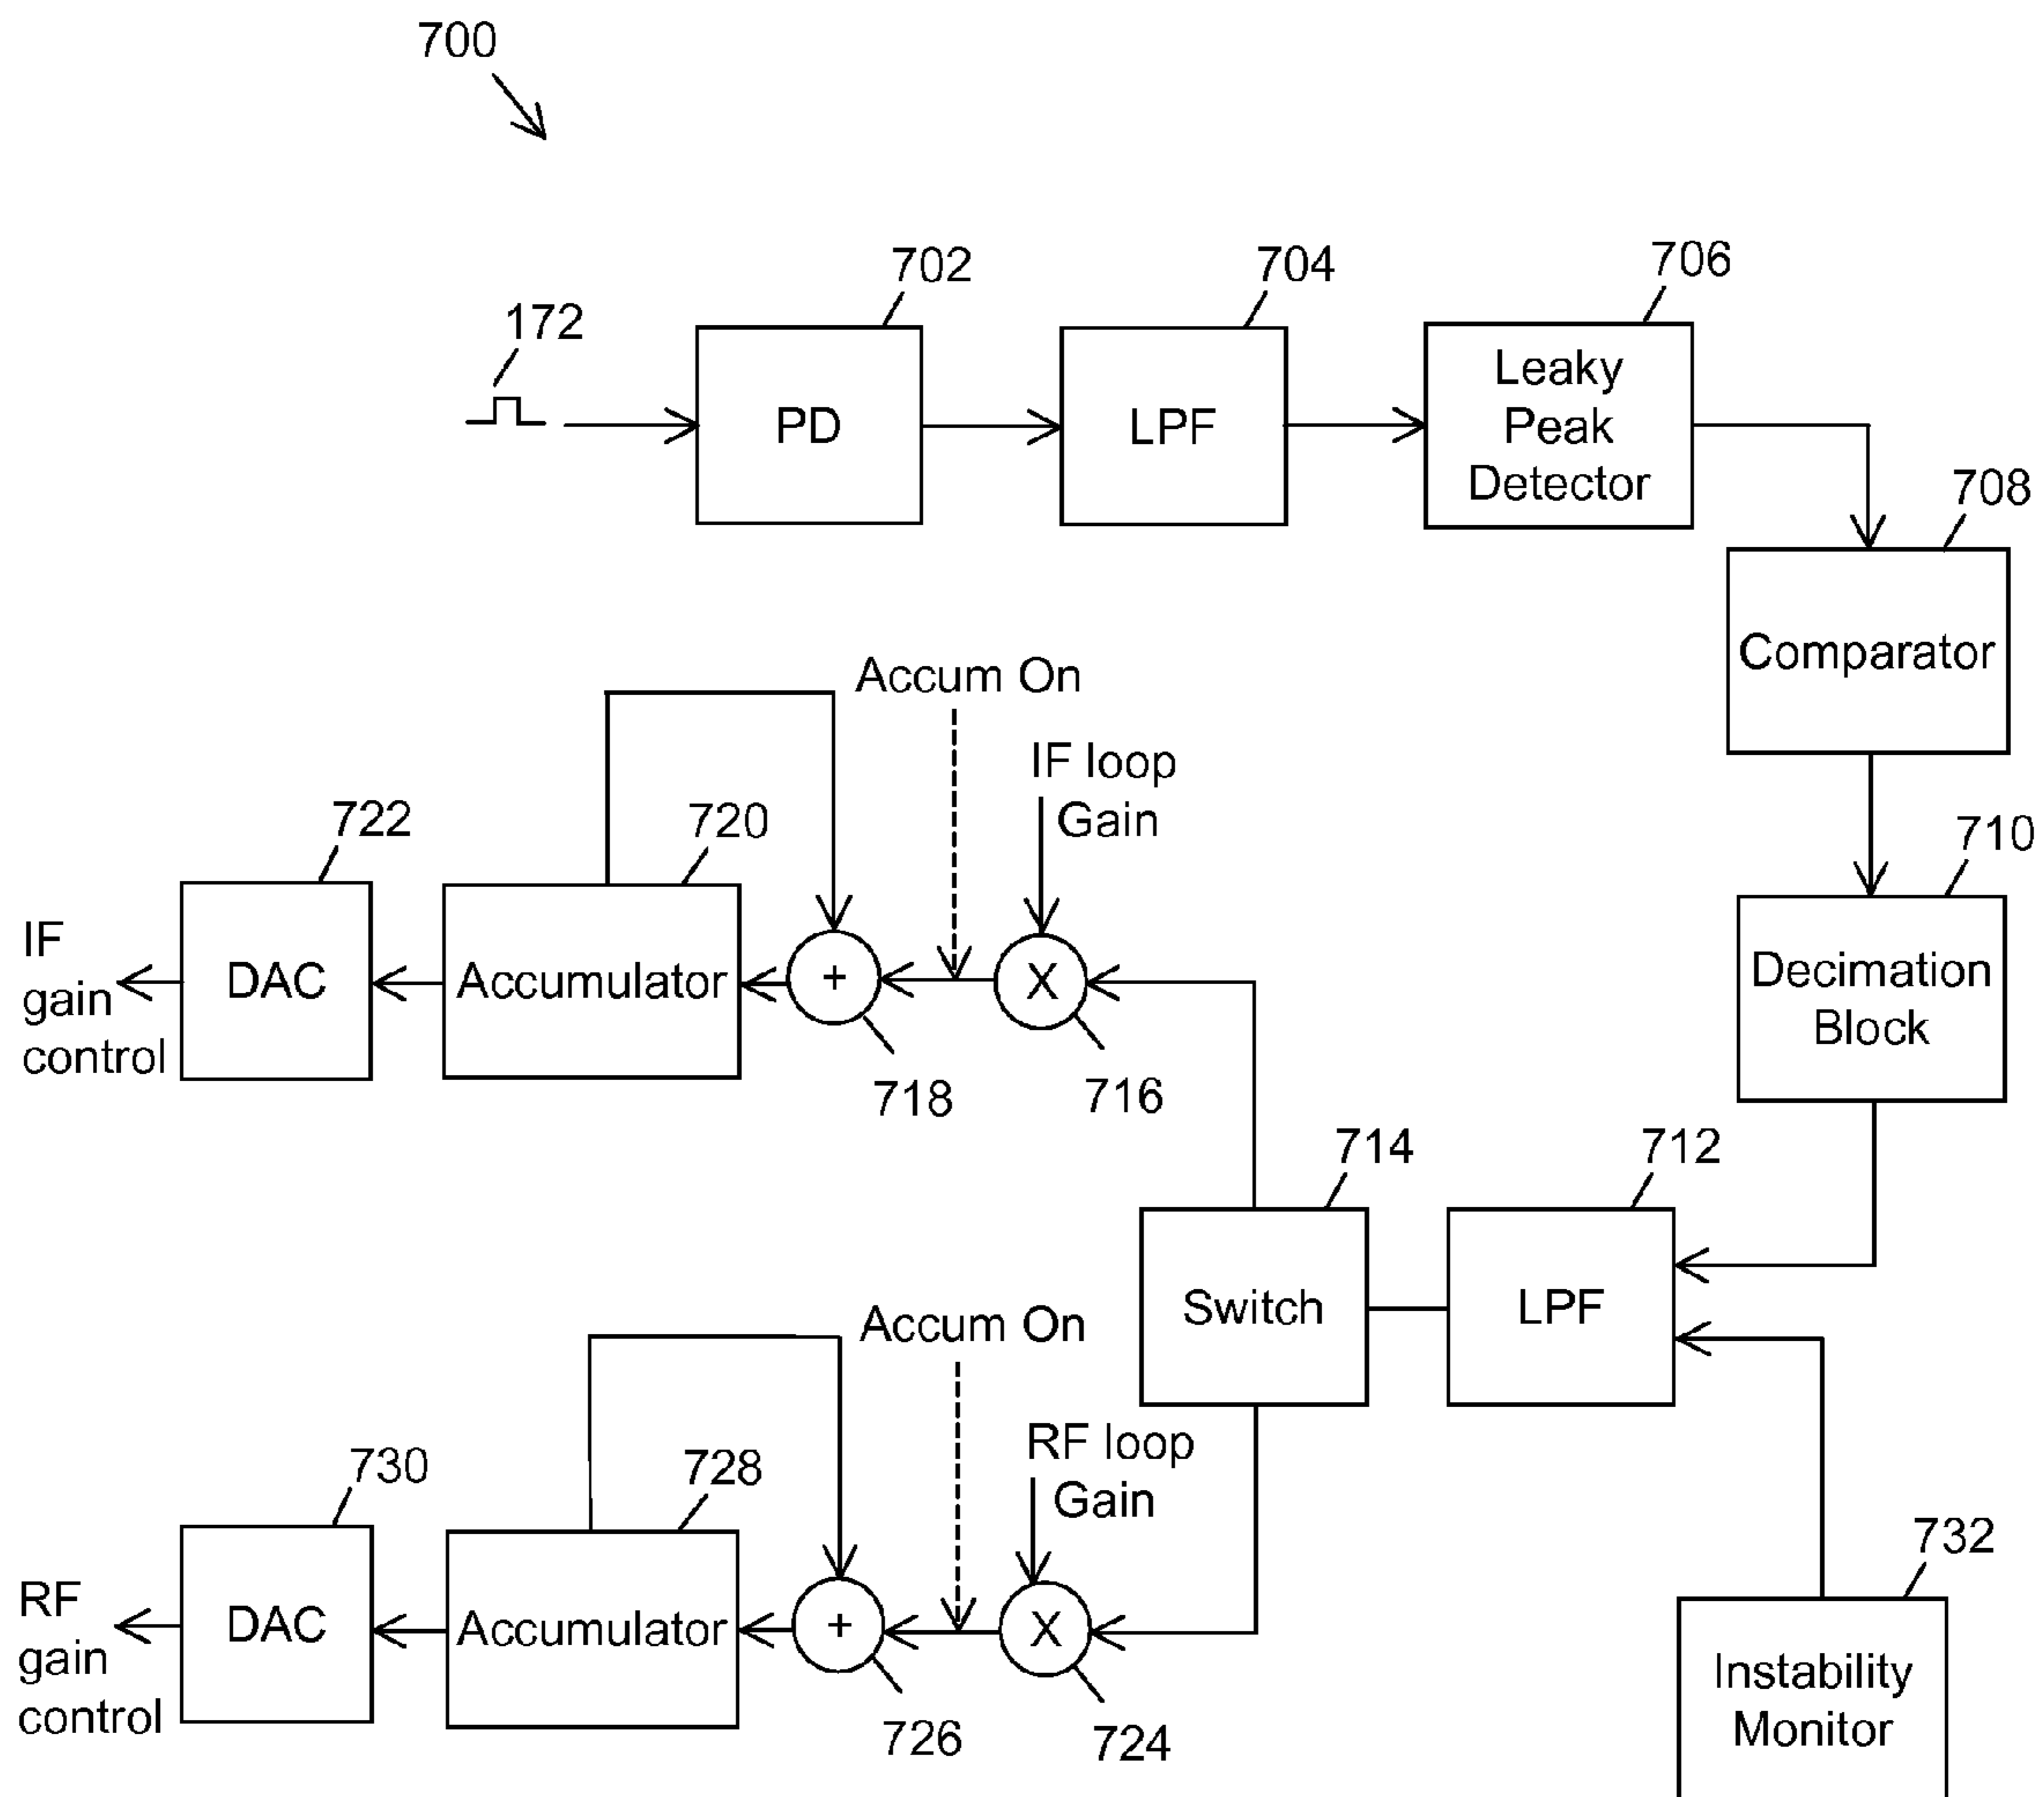 700
702
704
706
172
PD
LPF
Leaky
Peak
Detector
708
Comparator
Accum On
IF loop
Gain
722
720
710
IF
gain
control
DAC
Accumulator
+
X
Decimation
Block
718
716
714
712
Switch
LPF
Accum On
RF loop
Gain
730
728
732
RF
gain
control
DAC
Accumulator
+
X
726
724
Instability
Monitor